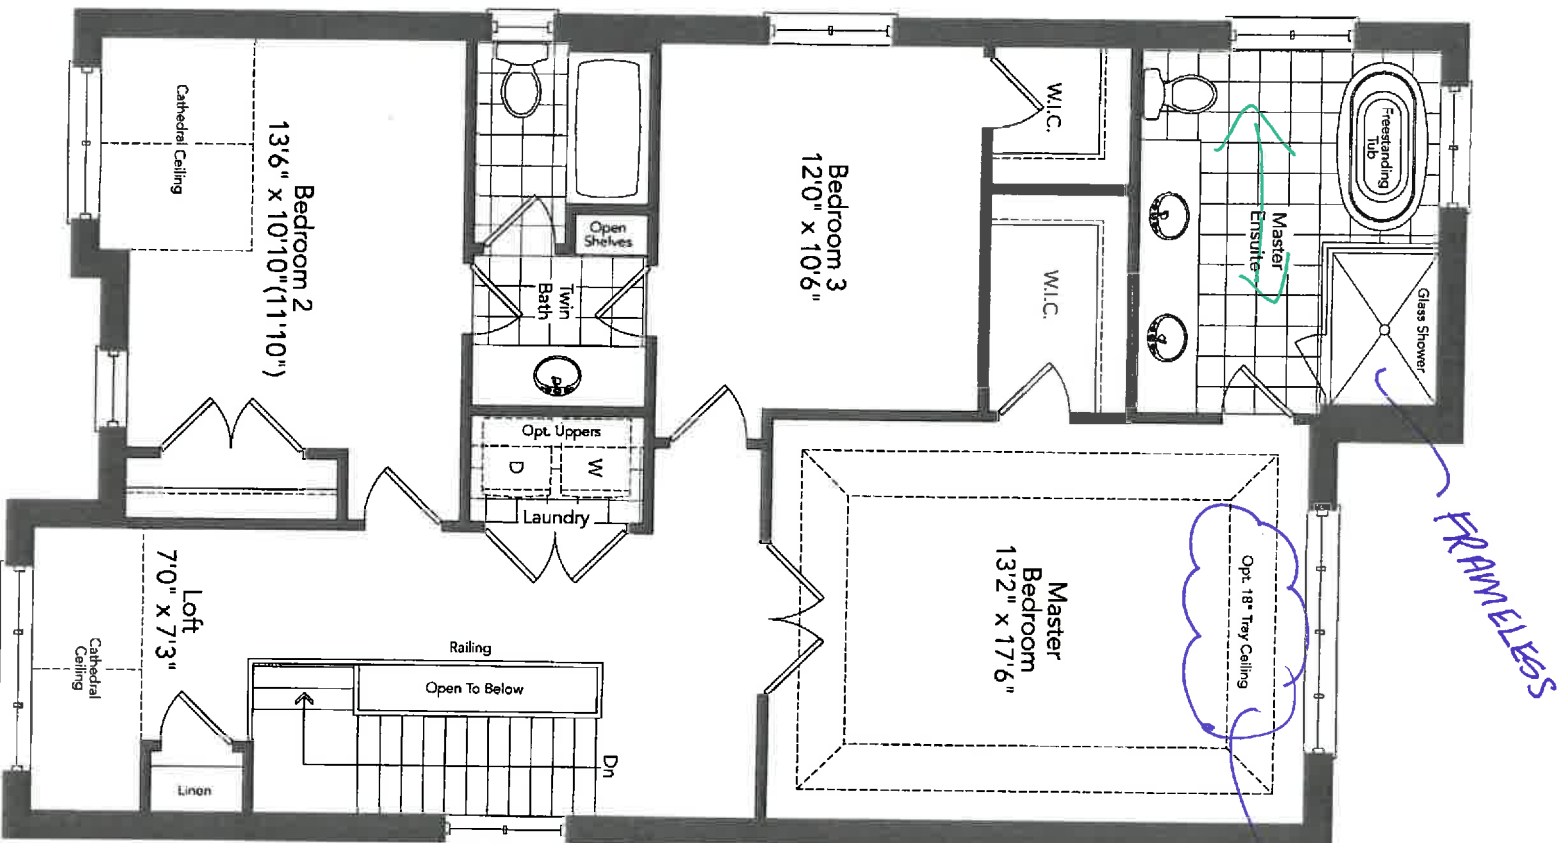 Cathedral Ceiling
Bedroom 2
13'6" x 10'10"(11'10")
Open
Shelves
Twin
Bath
Opt. Uppers
D
W
Laundry
Bedroom 3
12'0" x 10'6"
W.I.C.
W.I.C.
Freestanding
Tub
Master
Ensuite
Glass Shower
FRAMELESS
Master
Bedroom
13'2" x 17'6"
Opt. 18" Tray Ceiling
Loft
7'0" x 7'3"
Cathedral
Ceiling
Linen
Railing
Open To Below
Dn